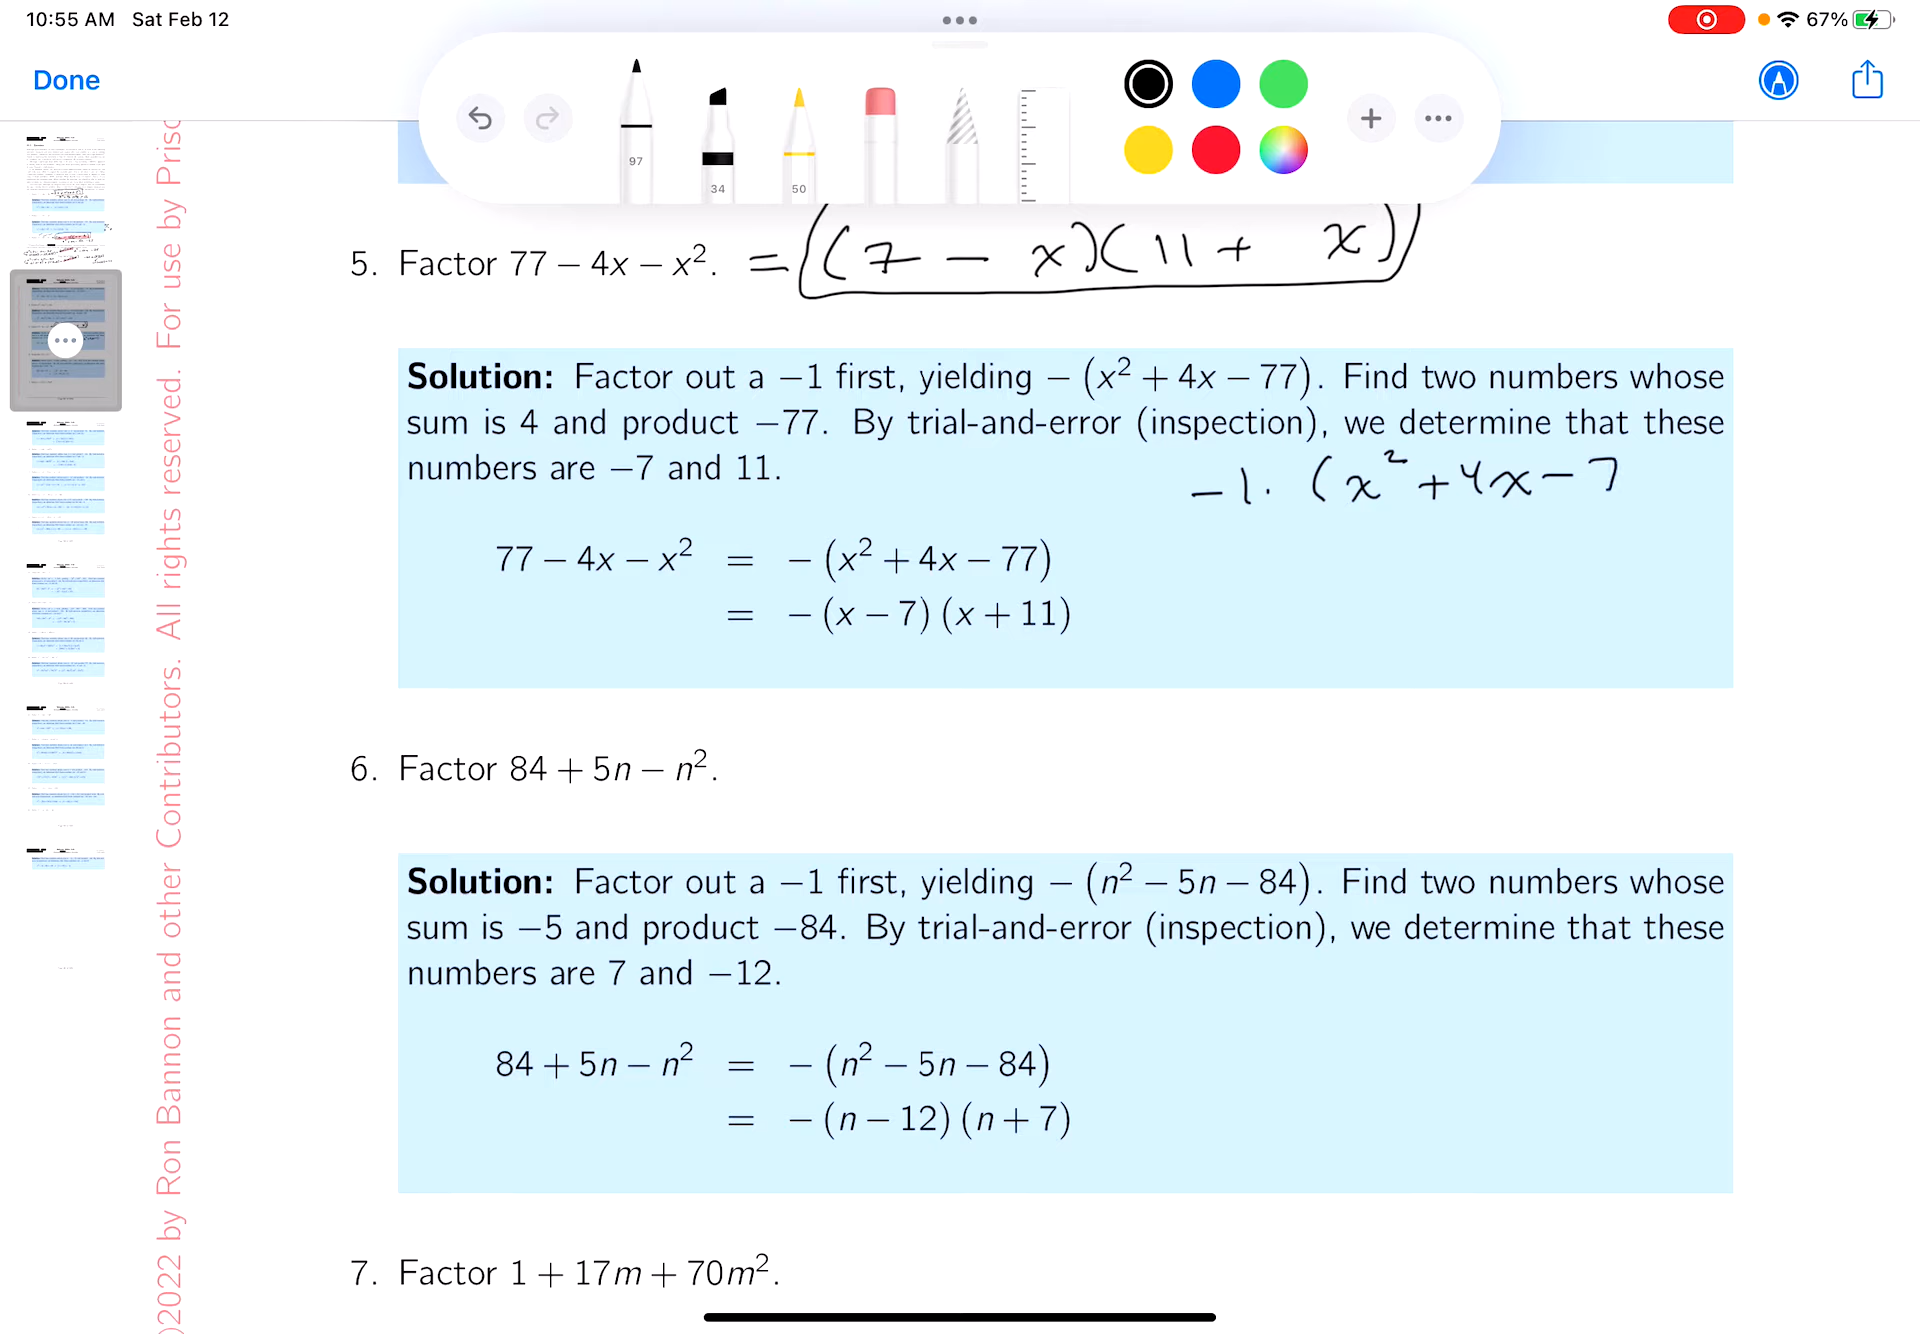 10:55 AM Sat Feb 12
67%
Done
97
34
50
5. Factor 77 − 4x − x². = (7 − x)(11 + x)
Solution: Factor out a −1 first, yielding − (x² + 4x − 77). Find two numbers whose
sum is 4 and product −77. By trial-and-error (inspection), we determine that these
numbers are −7 and 11.
−1. (x² + 4x − 7
77 − 4x − x² = − (x² + 4x − 77)
= − (x − 7) (x + 11)
6. Factor 84 + 5n − n².
Solution: Factor out a −1 first, yielding − (n² − 5n − 84). Find two numbers whose
sum is −5 and product −84. By trial-and-error (inspection), we determine that these
numbers are 7 and −12.
84 + 5n − n² = − (n² − 5n − 84)
= − (n − 12) (n + 7)
7. Factor 1 + 17m + 70m².
)2022 by Ron Bannon and other Contributors. All rights reserved. For use by Prisc